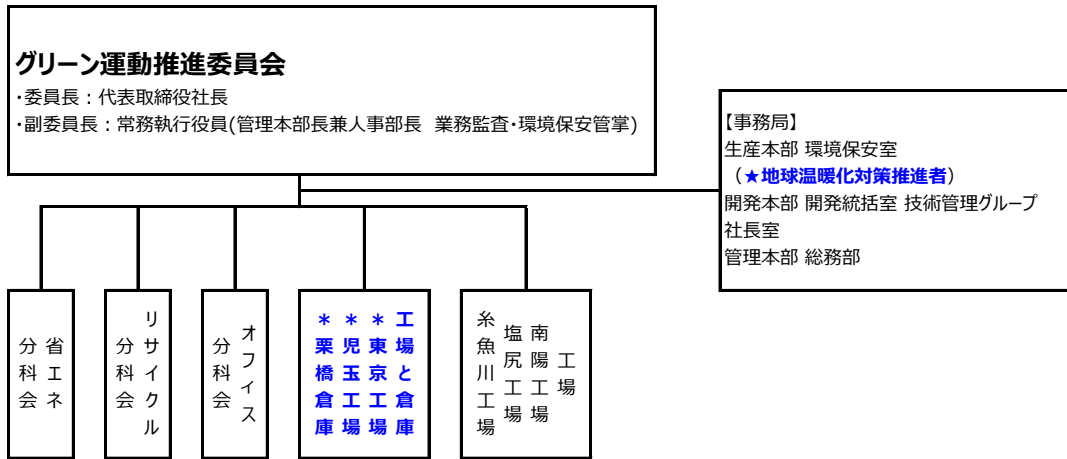 グリーン運動推進委員会
・委員長：代表取締役社長
・副委員長：常務執行役員(管理本部長兼人事部長 業務監査・環境保安管掌)
【事務局】
生産本部 環境保安室
（★地球温暖化対策推進者）
開発本部 開発統括室 技術管理グループ
社長室
管理本部 総務部
省エネ
分科会
リサイクル
分科会
オフィス
分科会
工場と倉庫
＊東京工場
＊児玉工場
＊栗橋倉庫
工場
南陽工場
塩尻工場
糸魚川工場